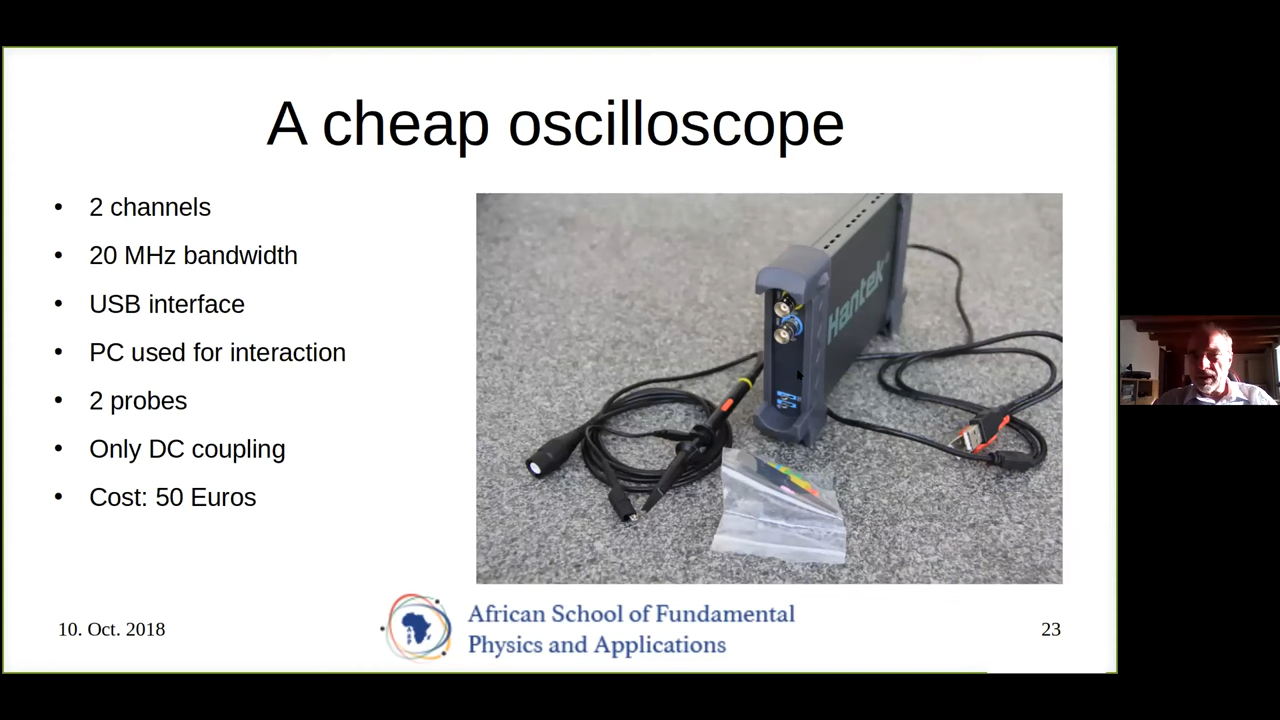 A cheap oscilloscope
• 2 channels
• 20 MHz bandwidth
• USB interface
• PC used for interaction
• 2 probes
• Only DC coupling
• Cost: 50 Euros
Hantek
10. Oct. 2018
African School of Fundamental
Physics and Applications
23